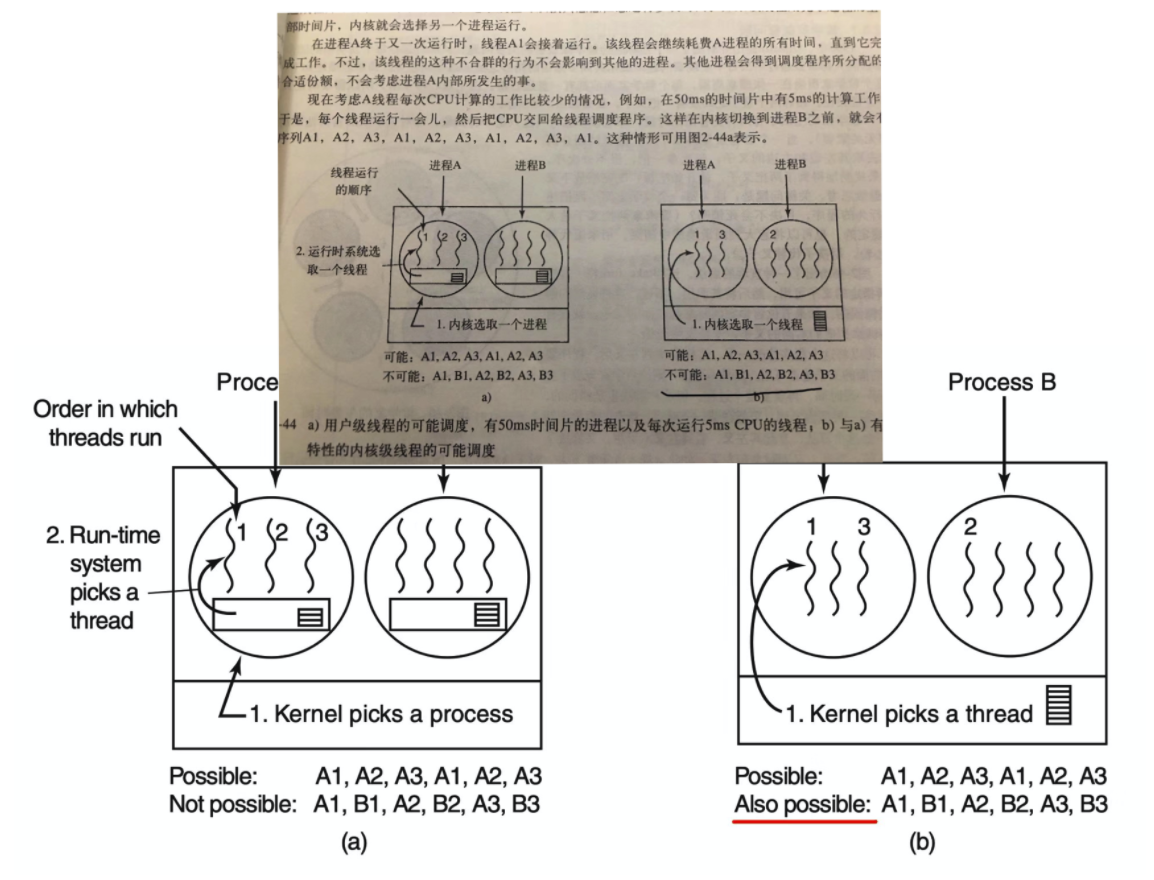 部时间片，内核就会选择另一个进程运行。
在进程A终于又一次运行时，线程A1会接着运行。该线程会继续耗费A进程的所有时间，直到它完
成工作。不过，该线程的这种不合群的行为不会影响到其他的进程。其他进程会得到调度程序所分配的
合适份额，不会考虑进程A内部所发生的事。
现在考虑A线程每次CPU计算的工作比较少的情况，例如，在50ms的时间片中有5ms的计算工作
于是，每个线程运行一会儿，然后把CPU交回给线程调度程序。这样在内核切换到进程B之前，就会有
序列A1，A2，A3，A1，A2，A3，A1，A2，A3，A1。这种情形可用图2-44a表示。
线程运行
的顺序
进程A
进程B
1 2 3
2. 运行时系统选
取一个线程
1. 内核选取一个进程
可能：A1, A2, A3, A1, A2, A3
不可能：A1, B1, A2, B2, A3, B3
a)
进程A
进程B
1 3
2
1. 内核选取一个线程
可能：A1, A2, A3, A1, A2, A3
不可能：A1, B1, A2, B2, A3, B3
b)
-44 a) 用户级线程的可能调度，有50ms时间片的进程以及每次运行5ms CPU的线程；b) 与a) 有
特性的内核级线程的可能调度
Proce
Order in which
threads run
1 2 3
2. Run-time
system
picks a
thread
1. Kernel picks a process
Possible: A1, A2, A3, A1, A2, A3
Not possible: A1, B1, A2, B2, A3, B3
(a)
Process B
1 3
2
1. Kernel picks a thread
Possible: A1, A2, A3, A1, A2, A3
Also possible: A1, B1, A2, B2, A3, B3
(b)